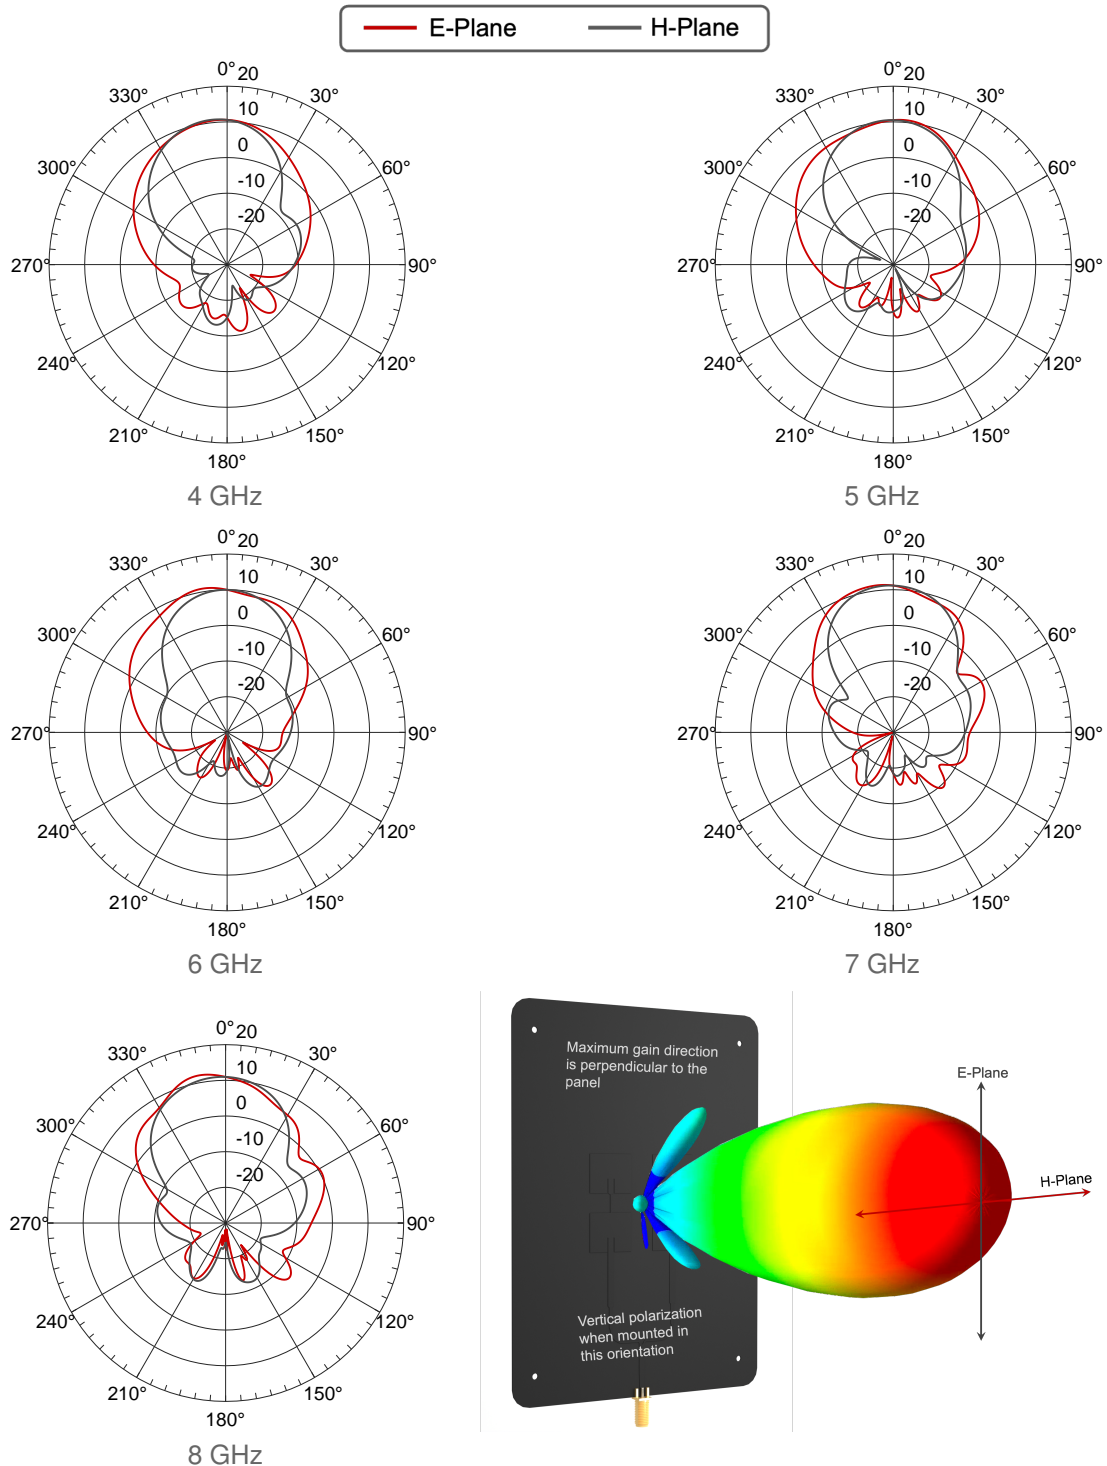 E-Plane H-Plane
0° 20
330° 10 30°
0
300° -10 60°
-20
270° 90°
240° 120°
210° 150°
180°
4 GHz
0° 20
330° 10 30°
0
300° -10 60°
-20
270° 90°
240° 120°
210° 150°
180°
5 GHz
0° 20
330° 10 30°
0
300° -10 60°
-20
270° 90°
240° 120°
210° 150°
180°
6 GHz
0° 20
330° 10 30°
0
300° -10 60°
-20
270° 90°
240° 120°
210° 150°
180°
7 GHz
0° 20
330° 10 30°
0
300° -10 60°
-20
270° 90°
240° 120°
210° 150°
180°
8 GHz
Maximum gain direction
is perpendicular to the
panel
E-Plane
H-Plane
Vertical polarization
when mounted in
this orientation